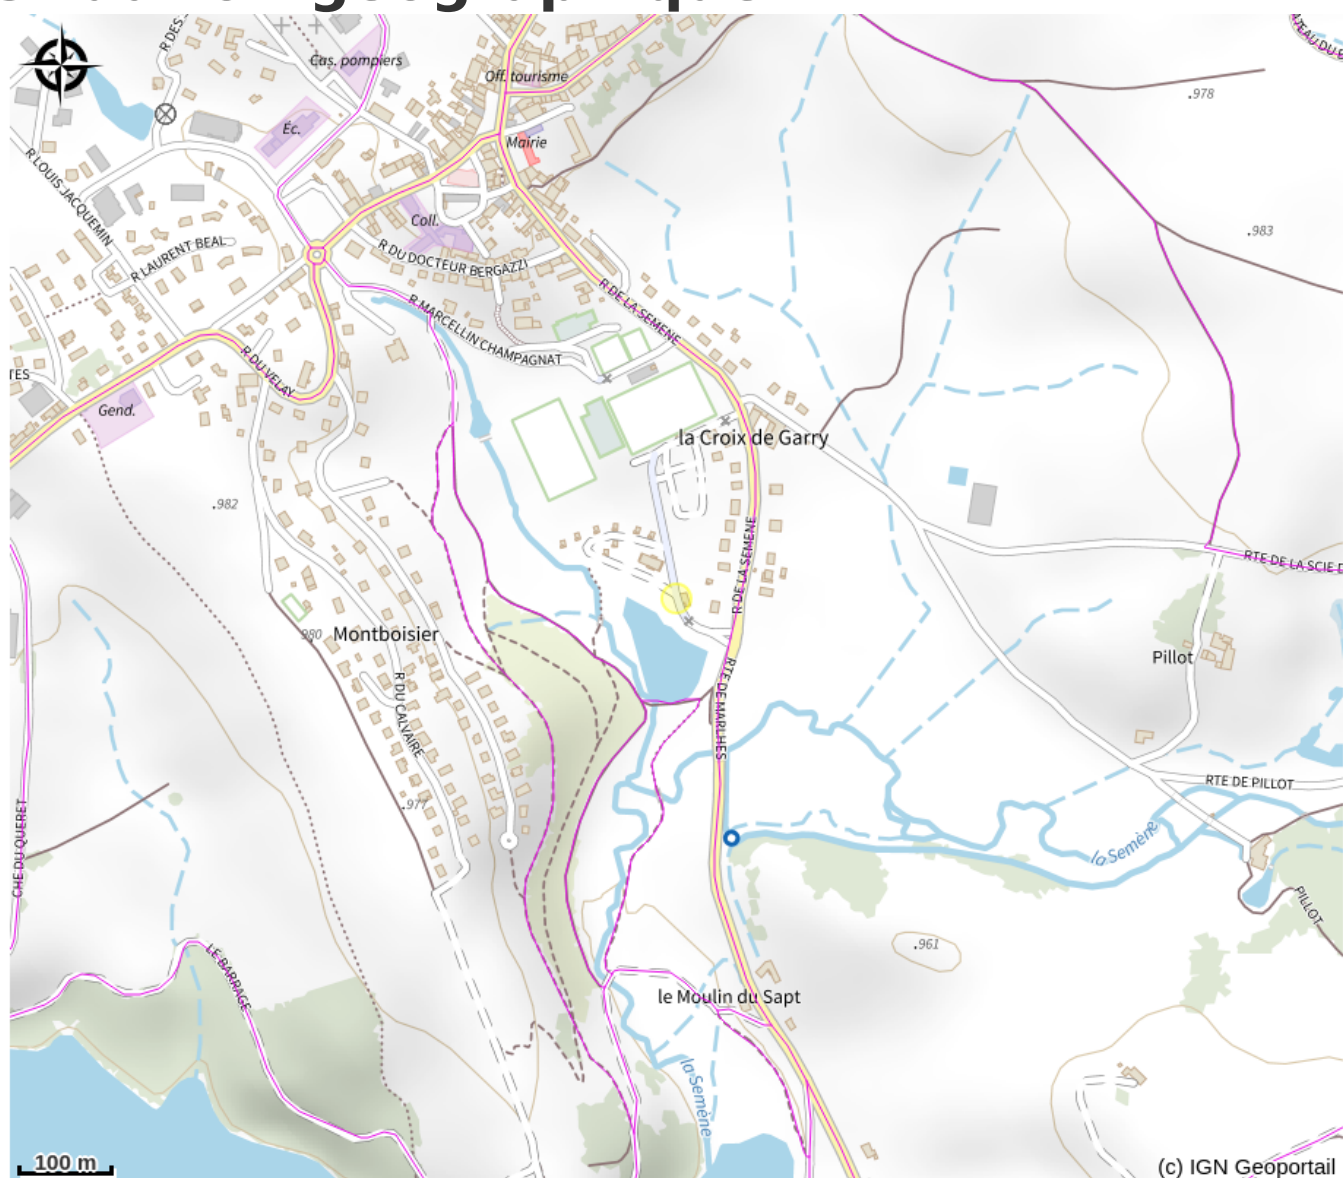 R DES
Cas. pompiers
Off. tourisme
.978
Éc.
Mairie
R LOUIS JACQUEMIN
Coll.
.983
R LAURENT BEAL
R DU DOCTEUR BERGAZZI
R DE LA SEMENE
R MARCELLIN CHAMPAGNAT
R DU VELAY
TES
Gend.
la Croix de Garry
.982
R DE LA SEMENE
RTE DE LA SCIE D
980
Montboisier
Pillot
RTE DE MARLHES
R DU CALVAIRE
RTE DE PILLOT
.977
CHE DU QUERET
la Semène
PILLOT
.961
LE BARRAGE
le Moulin du Sapt
la Semène
100 m
(c) IGN Geoportail